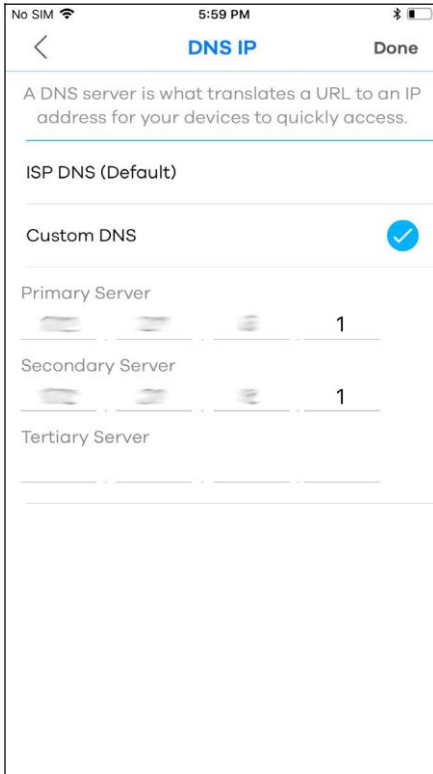 No SIM 5:59 PM
DNS IP Done
A DNS server is what translates a URL to an IP
address for your devices to quickly access.
ISP DNS (Default)
Custom DNS
Primary Server
. . . 1
Secondary Server
. . . 1
Tertiary Server
. . .